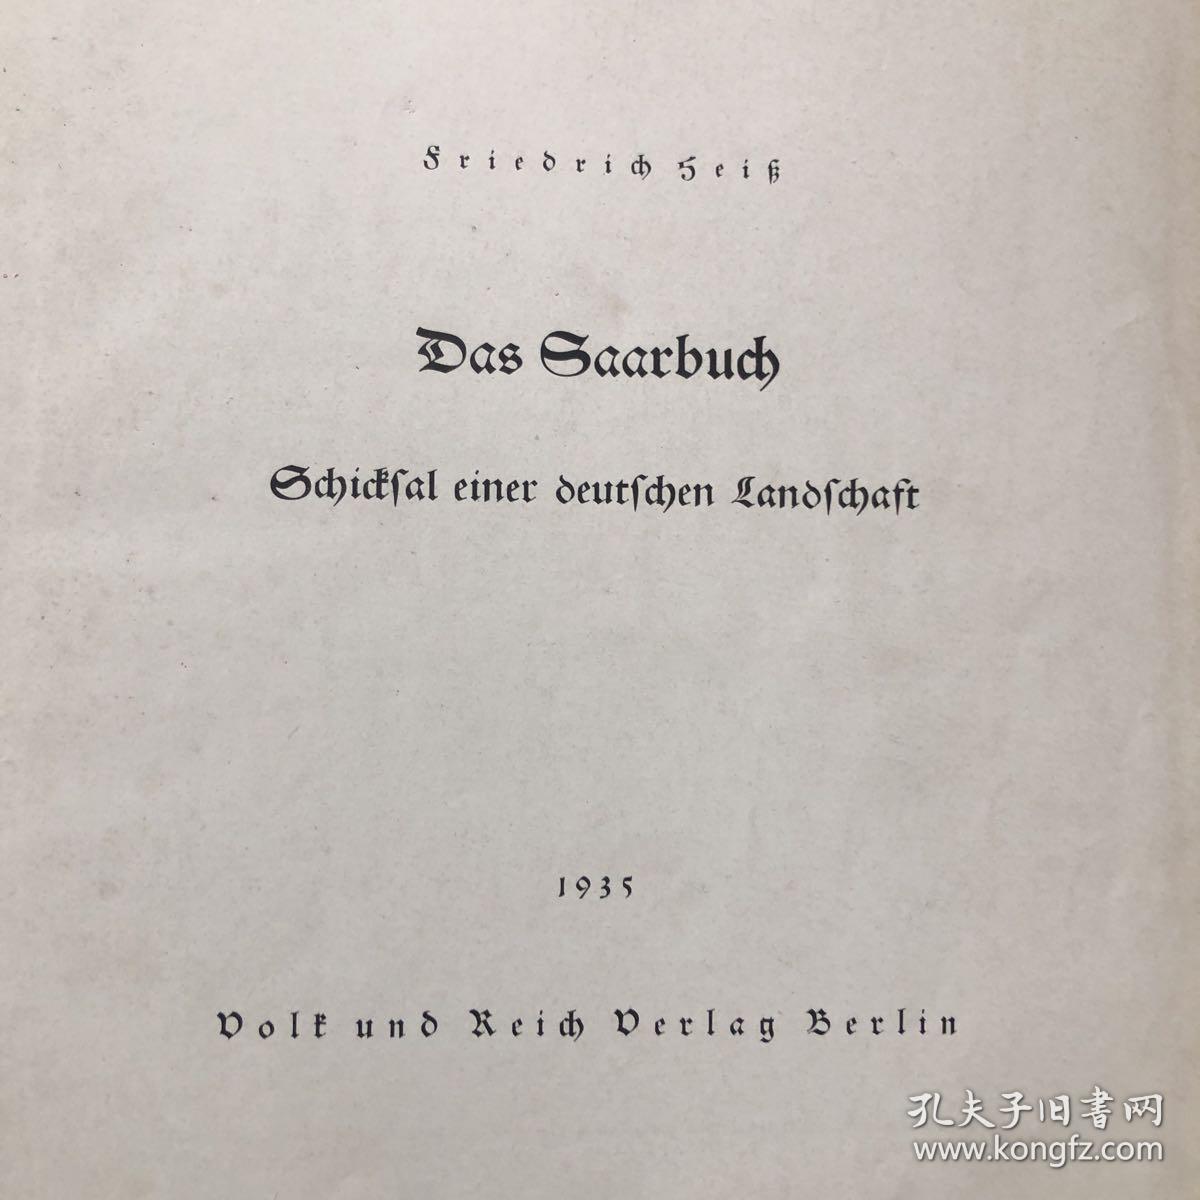 Friedrich Heiß
Das Saarbuch
Schickſal einer deutſchen Landſchaft
1935
Volk und Reich Verlag Berlin
孔夫子旧書网
www.kongfz.com